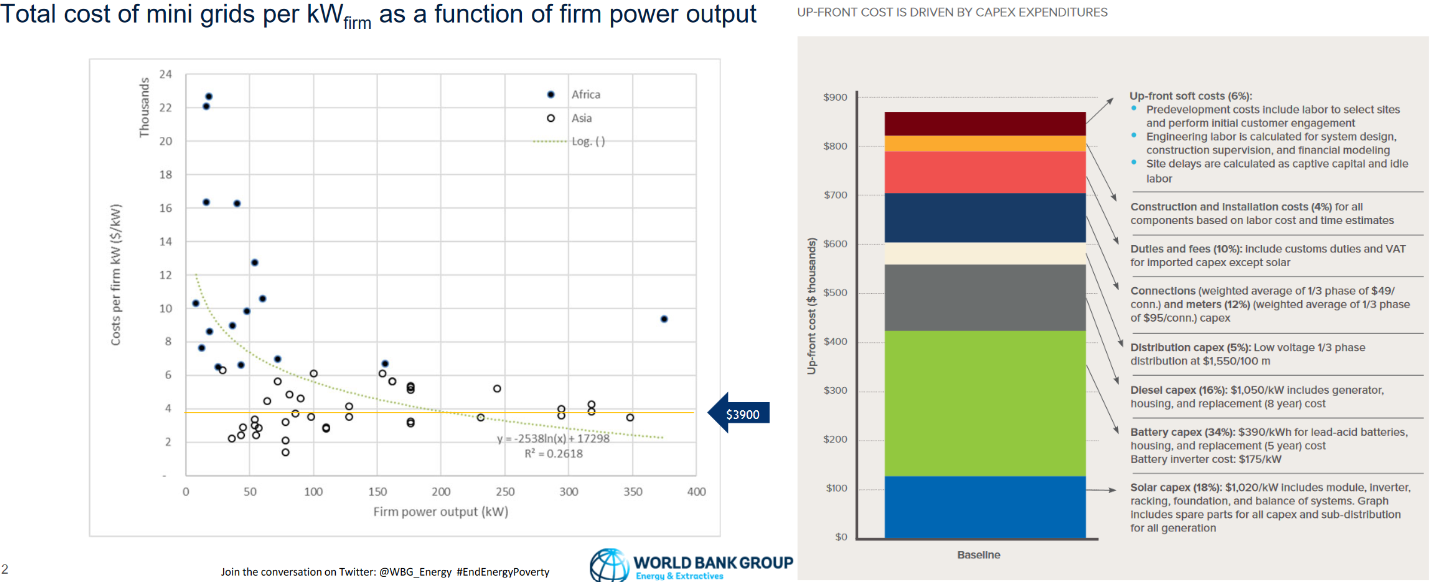 Total cost of mini grids per kWfirm as a function of firm power output
Thousands
Costs per firm kW ($/kW)
24
22
20
18
16
14
12
10
8
6
4
2
-
0 50 100 150 200 250 300 350 400
Firm power output (kW)
Africa
Asia
Log. ( )
y = -2538ln(x) + 17298
R² = 0.2618
$3900
2
Join the conversation on Twitter: @WBG_Energy #EndEnergyPoverty
WORLD BANK GROUP
Energy & Extractives
UP-FRONT COST IS DRIVEN BY CAPEX EXPENDITURES
Up-front cost ($ thousands)
$900
$800
$700
$600
$500
$400
$300
$200
$100
$0
Baseline
Up-front soft costs (6%):
• Predevelopment costs include labor to select sites
and perform initial customer engagement
• Engineering labor is calculated for system design,
construction supervision, and financial modeling
• Site delays are calculated as captive capital and idle
labor
Construction and installation costs (4%) for all
components based on labor cost and time estimates
Duties and fees (10%): include customs duties and VAT
for imported capex except solar
Connections (weighted average of 1/3 phase of $49/
conn.) and meters (12%) (weighted average of 1/3 phase
of $95/conn.) capex
Distribution capex (5%): Low voltage 1/3 phase
distribution at $1,550/100 m
Diesel capex (16%): $1,050/kW includes generator,
housing, and replacement (8 year) cost
Battery capex (34%): $390/kWh for lead-acid batteries,
housing, and replacement (5 year) cost
Battery inverter cost: $175/kW
Solar capex (18%): $1,020/kW includes module, inverter,
racking, foundation, and balance of systems. Graph
includes spare parts for all capex and sub-distribution
for all generation